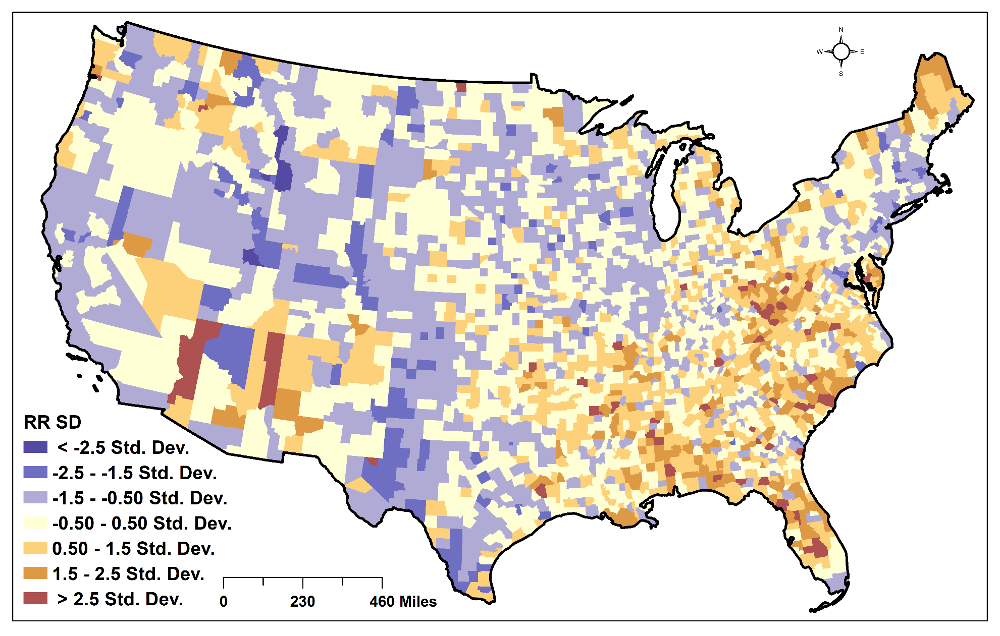 N
W E
S
RR SD
< -2.5 Std. Dev.
-2.5 - -1.5 Std. Dev.
-1.5 - -0.50 Std. Dev.
-0.50 - 0.50 Std. Dev.
0.50 - 1.5 Std. Dev.
1.5 - 2.5 Std. Dev.
> 2.5 Std. Dev.
0 230 460 Miles